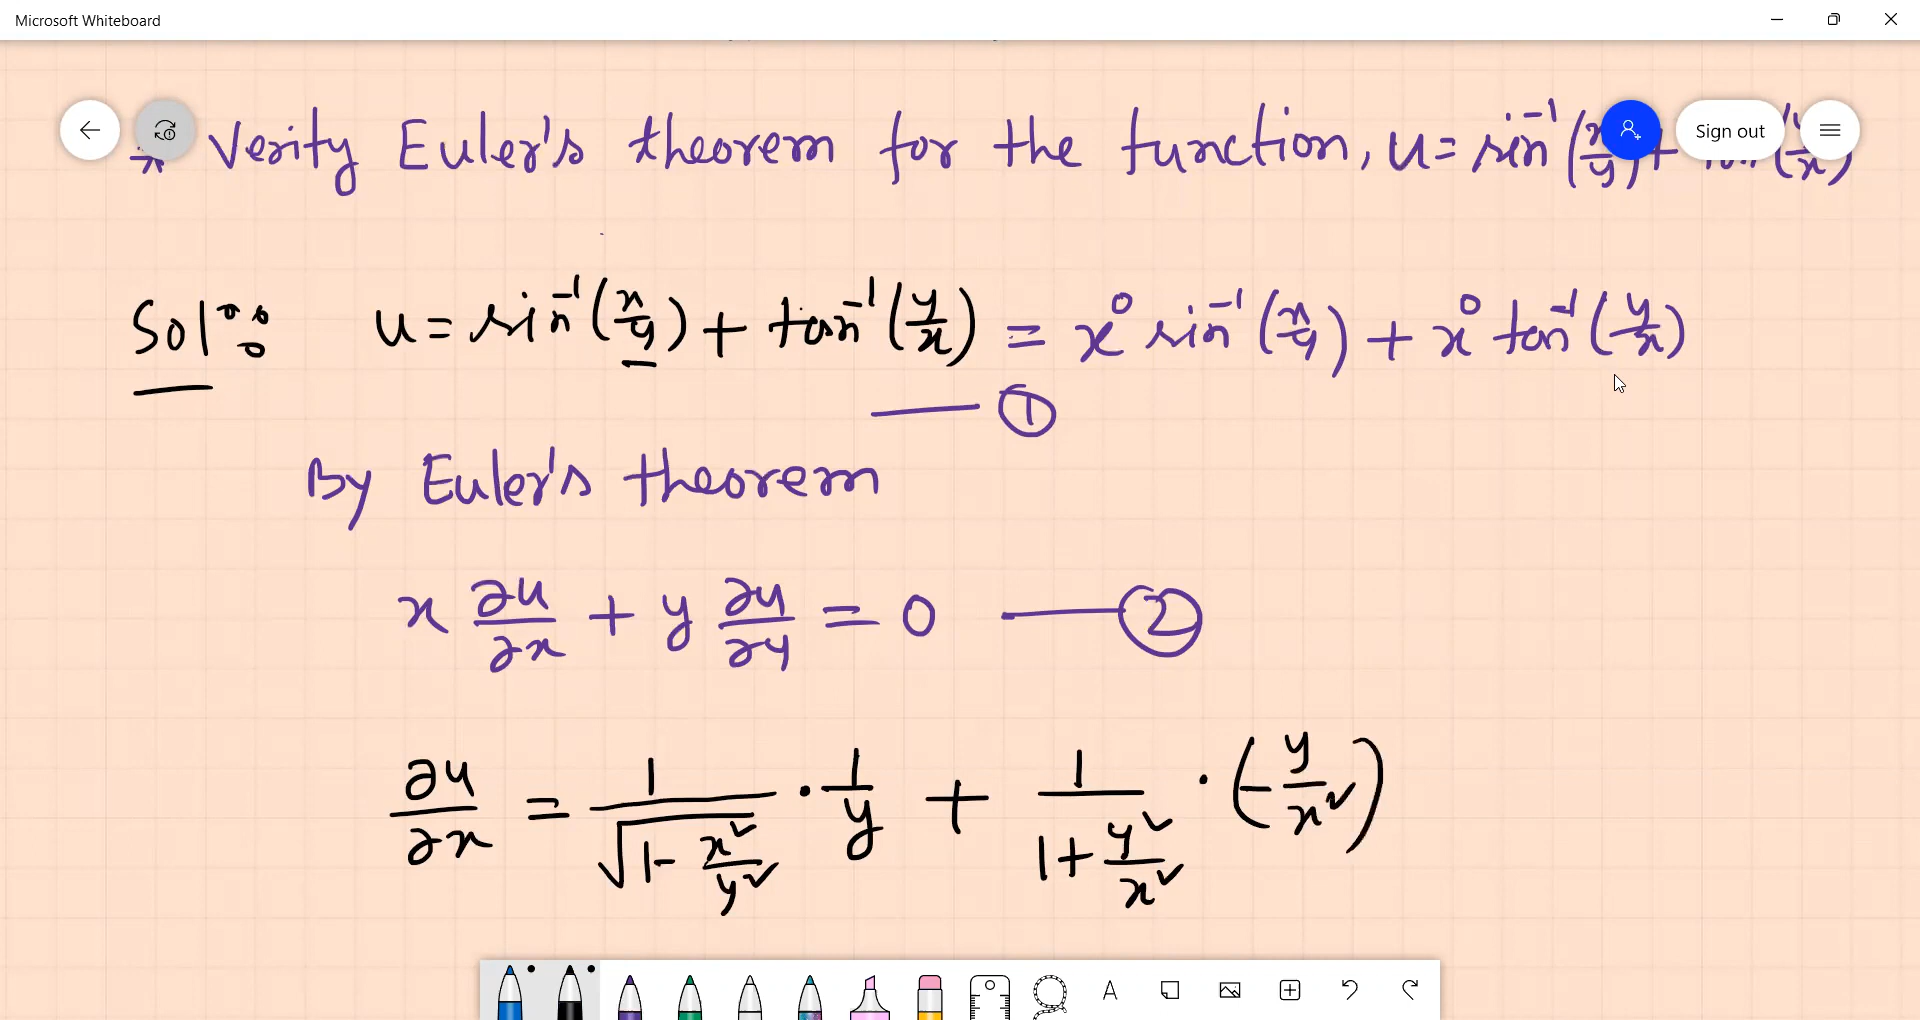 Microsoft Whiteboard
Sign out
* Verify Euler's theorem for the function, u = sin⁻¹(x/y) +
Sol: u = sin⁻¹(x/y) + tan⁻¹(y/x) = x⁰ sin⁻¹(x/y) + x⁰ tan⁻¹(y/x)
— ①
By Euler's theorem
x ∂u/∂x + y ∂u/∂y = 0 — ②
∂u/∂x = 1/√(1 - x²/y²) · 1/y + 1/(1 + y²/x²) · (-y/x²)
A